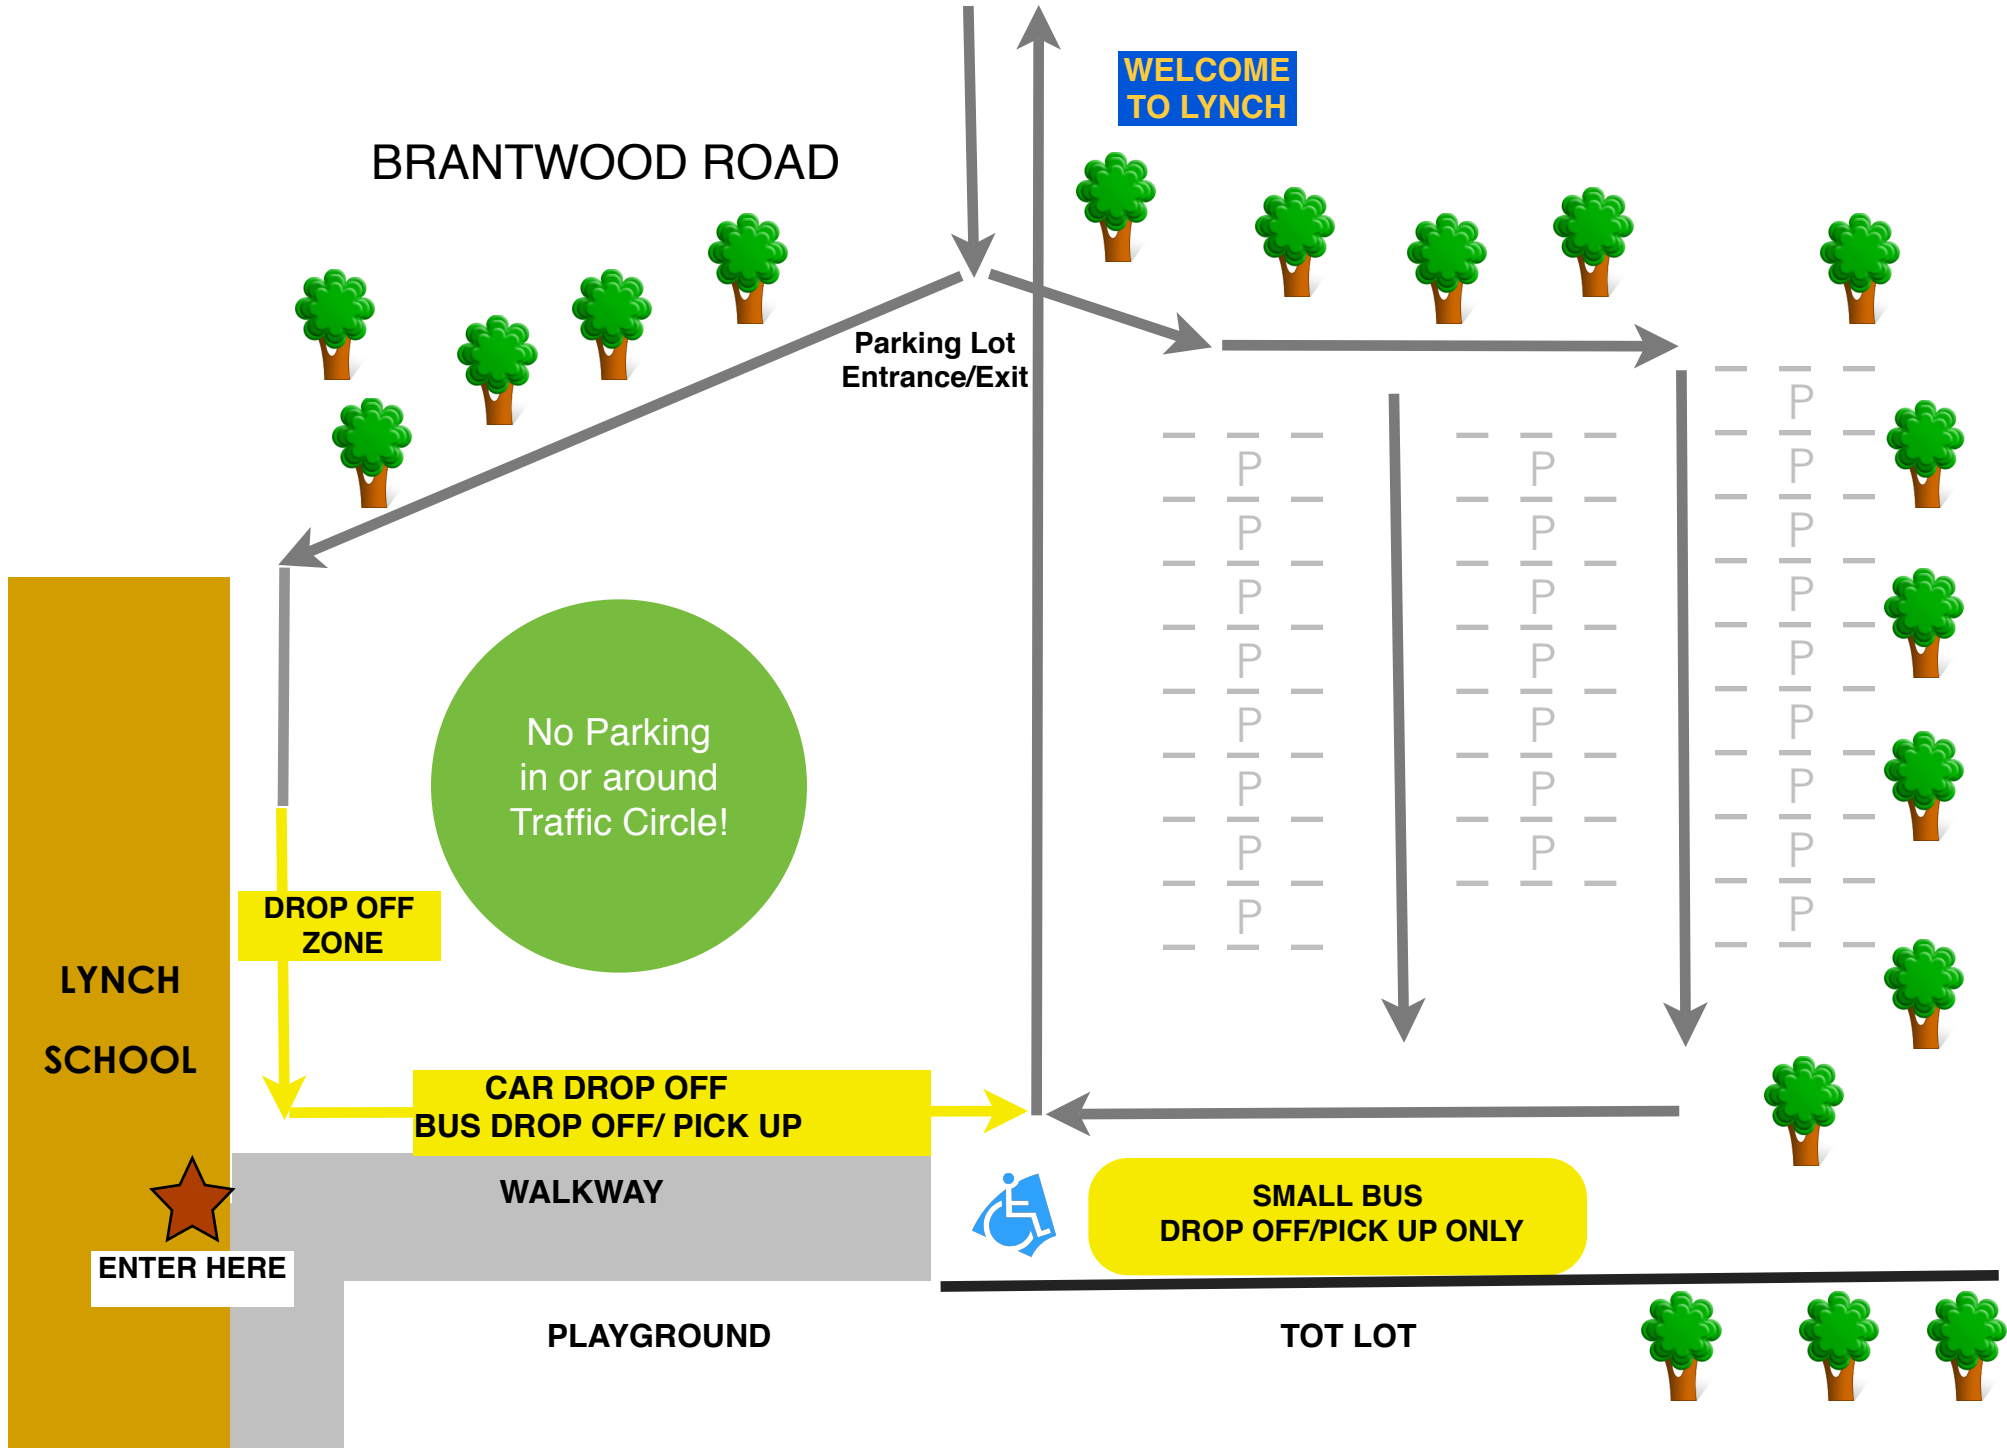 WELCOME
TO LYNCH
BRANTWOOD ROAD
Parking Lot
Entrance/Exit
P
P P P
P P P
P P P
P P P
P P P
P P P
P P P
P P
No Parking
in or around
Traffic Circle!
DROP OFF
ZONE
LYNCH
SCHOOL
CAR DROP OFF
BUS DROP OFF/ PICK UP
WALKWAY
SMALL BUS
DROP OFF/PICK UP ONLY
ENTER HERE
PLAYGROUND
TOT LOT